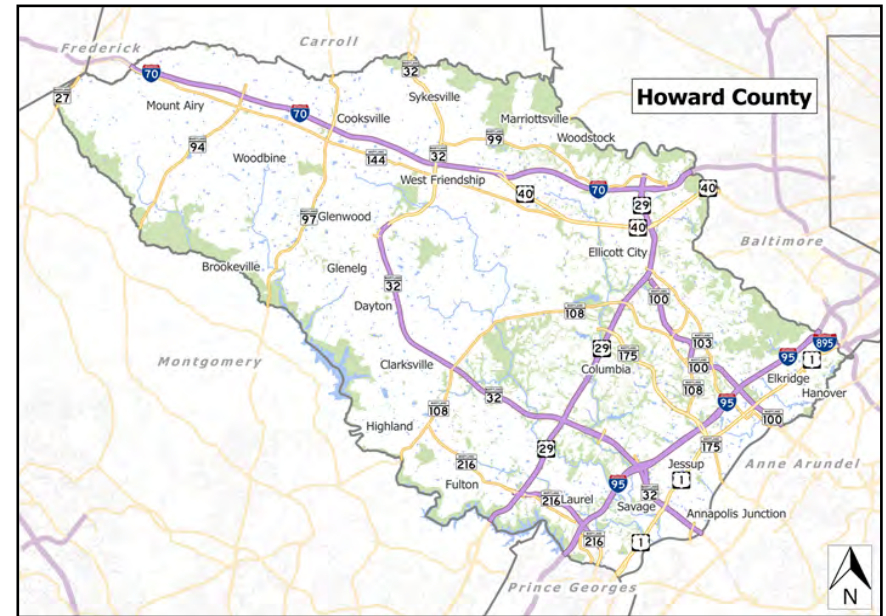 Frederick
Carroll
70
32
27
Mount Airy
Sykesville
Howard County
70
Cooksville
Marriottsville
94
99
Woodstock
Woodbine
144
32
West Friendship
40
70
40
29
97
Glenwood
40
Baltimore
Ellicott City
Brookeville
Glenelg
32
100
Dayton
108
103
895
Montgomery
29
175
95
1
Clarksville
Columbia
100
Elkridge
32
108
Hanover
108
95
100
Highland
29
175
216
Jessup
Anne Arundel
Fulton
95
1
216
Laurel
32
Savage
Annapolis Junction
216
1
Prince Georges
N